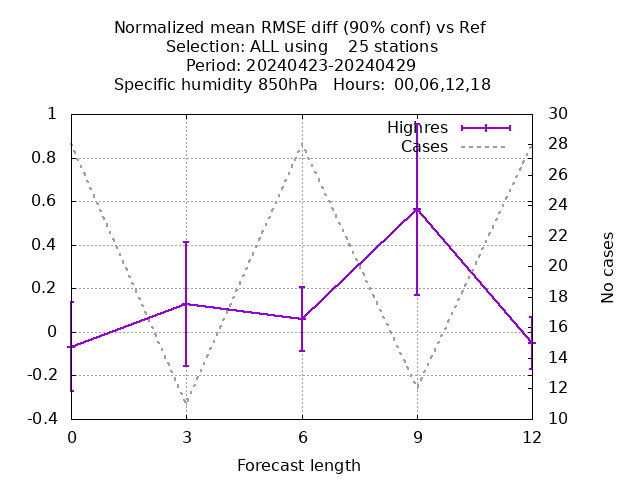 Normalized mean RMSE diff (90% conf) vs Ref
Selection: ALL using    25 stations
Period: 20240423-20240429
Specific humidity 850hPa   Hours:  00,06,12,18
Highres
Cases
1
0.8
0.6
0.4
0.2
0
-0.2
-0.4
30
28
26
24
22
20
18
16
14
12
10
No cases
0 3 6 9 12
Forecast length